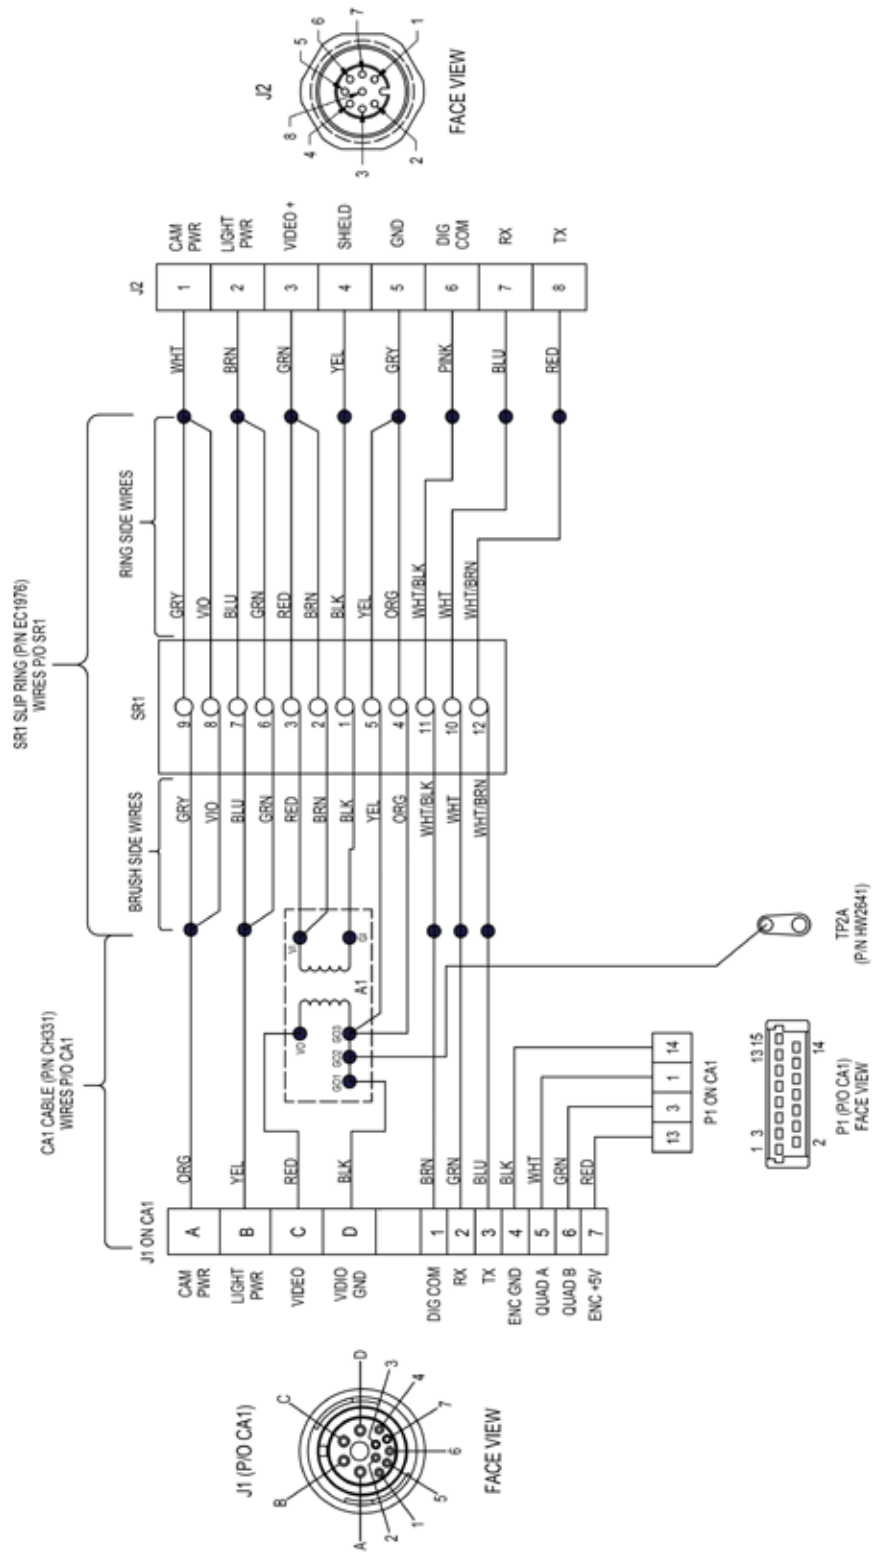 SR1 SLIP RING (P/N EC1976)
WIRES P/O SR1
CA1 CABLE (P/N CH331)
WIRES P/O CA1
BRUSH SIDE WIRES
RING SIDE WIRES
J1 (P/O CA1)
A
B
C
D
1
2
3
4
5
6
7
FACE VIEW
J1 ON CA1
CAM
PWR
A
ORG
LIGHT
PWR
B
YEL
VIDEO
C
RED
VIDIO
GND
D
BLK
DIG COM
1
BRN
RX
2
GRN
TX
3
BLU
ENC GND
4
BLK
QUAD A
5
WHT
QUAD B
6
GRN
ENC +5V
7
RED
A1
VO
VI
GI
GO1
GO2
GO3
13
3
1
14
P1 ON CA1
1 3
13 15
2
14
P1 (P/O CA1)
FACE VIEW
TP2A
(P/N HW2641)
GRY
VIO
BLU
GRN
RED
BRN
BLK
YEL
ORG
WHT/BLK
WHT
WHT/BRN
SR1
9
8
7
6
3
2
1
5
4
11
10
12
GRY
VIO
BLU
GRN
RED
BRN
BLK
YEL
ORG
WHT/BLK
WHT
WHT/BRN
J2
WHT
1
CAM
PWR
BRN
2
LIGHT
PWR
GRN
3
VIDEO +
YEL
4
SHIELD
GRY
5
GND
PINK
6
DIG
COM
BLU
7
RX
RED
8
TX
J2
1
2
3
4
5
6
7
8
FACE VIEW